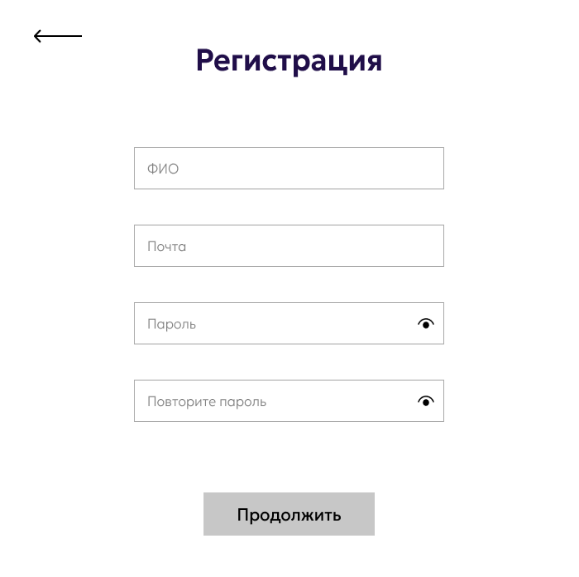 Регистрация
ФИО
Почта
Пароль
Повторите пароль
Продолжить